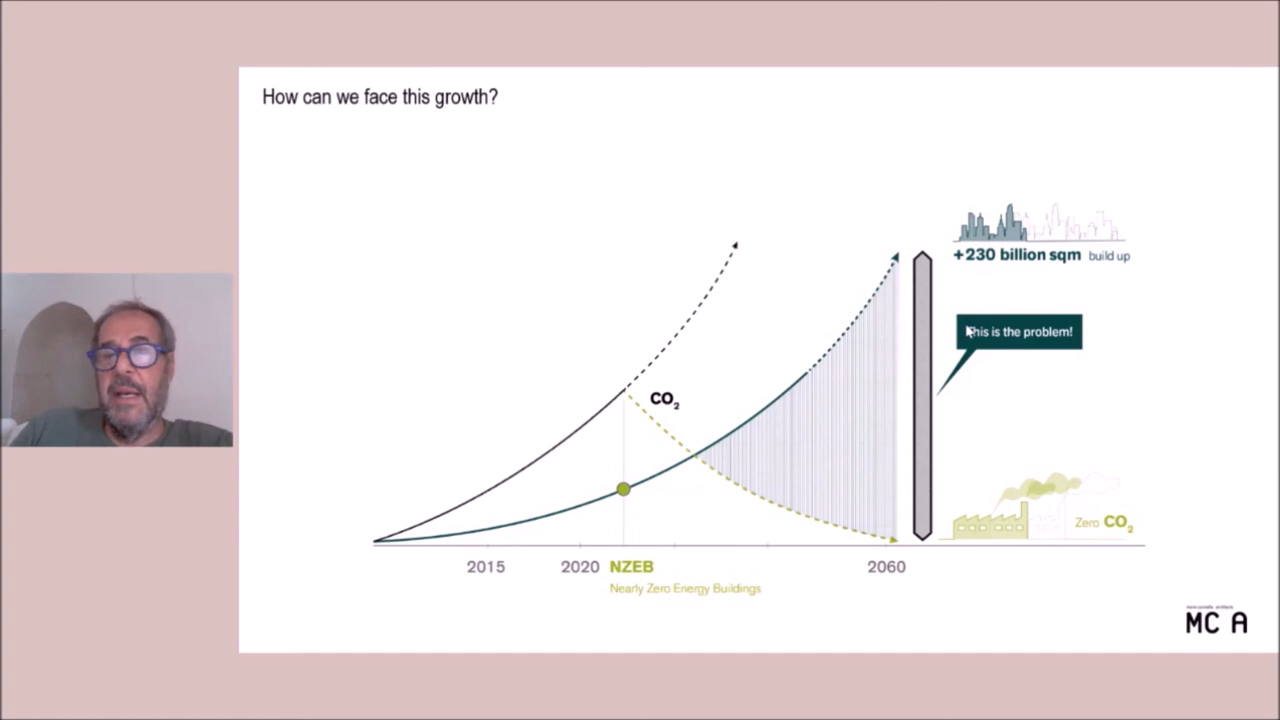 How can we face this growth?
+230 billion sqm build up
This is the problem!
CO2
Zero CO2
2015 2020 NZEB 2060
Nearly Zero Energy Buildings
MC A